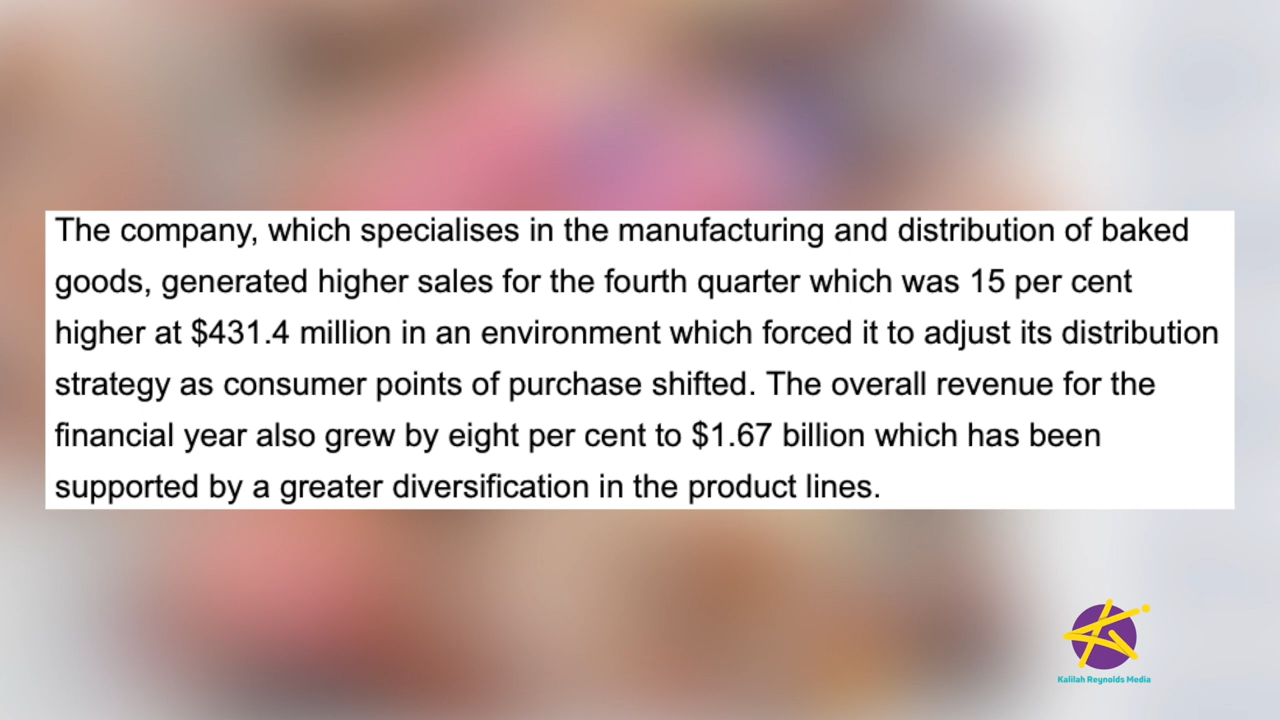 The company, which specialises in the manufacturing and distribution of baked
goods, generated higher sales for the fourth quarter which was 15 per cent
higher at $431.4 million in an environment which forced it to adjust its distribution
strategy as consumer points of purchase shifted. The overall revenue for the
financial year also grew by eight per cent to $1.67 billion which has been
supported by a greater diversification in the product lines.
Kalilah Reynolds Media